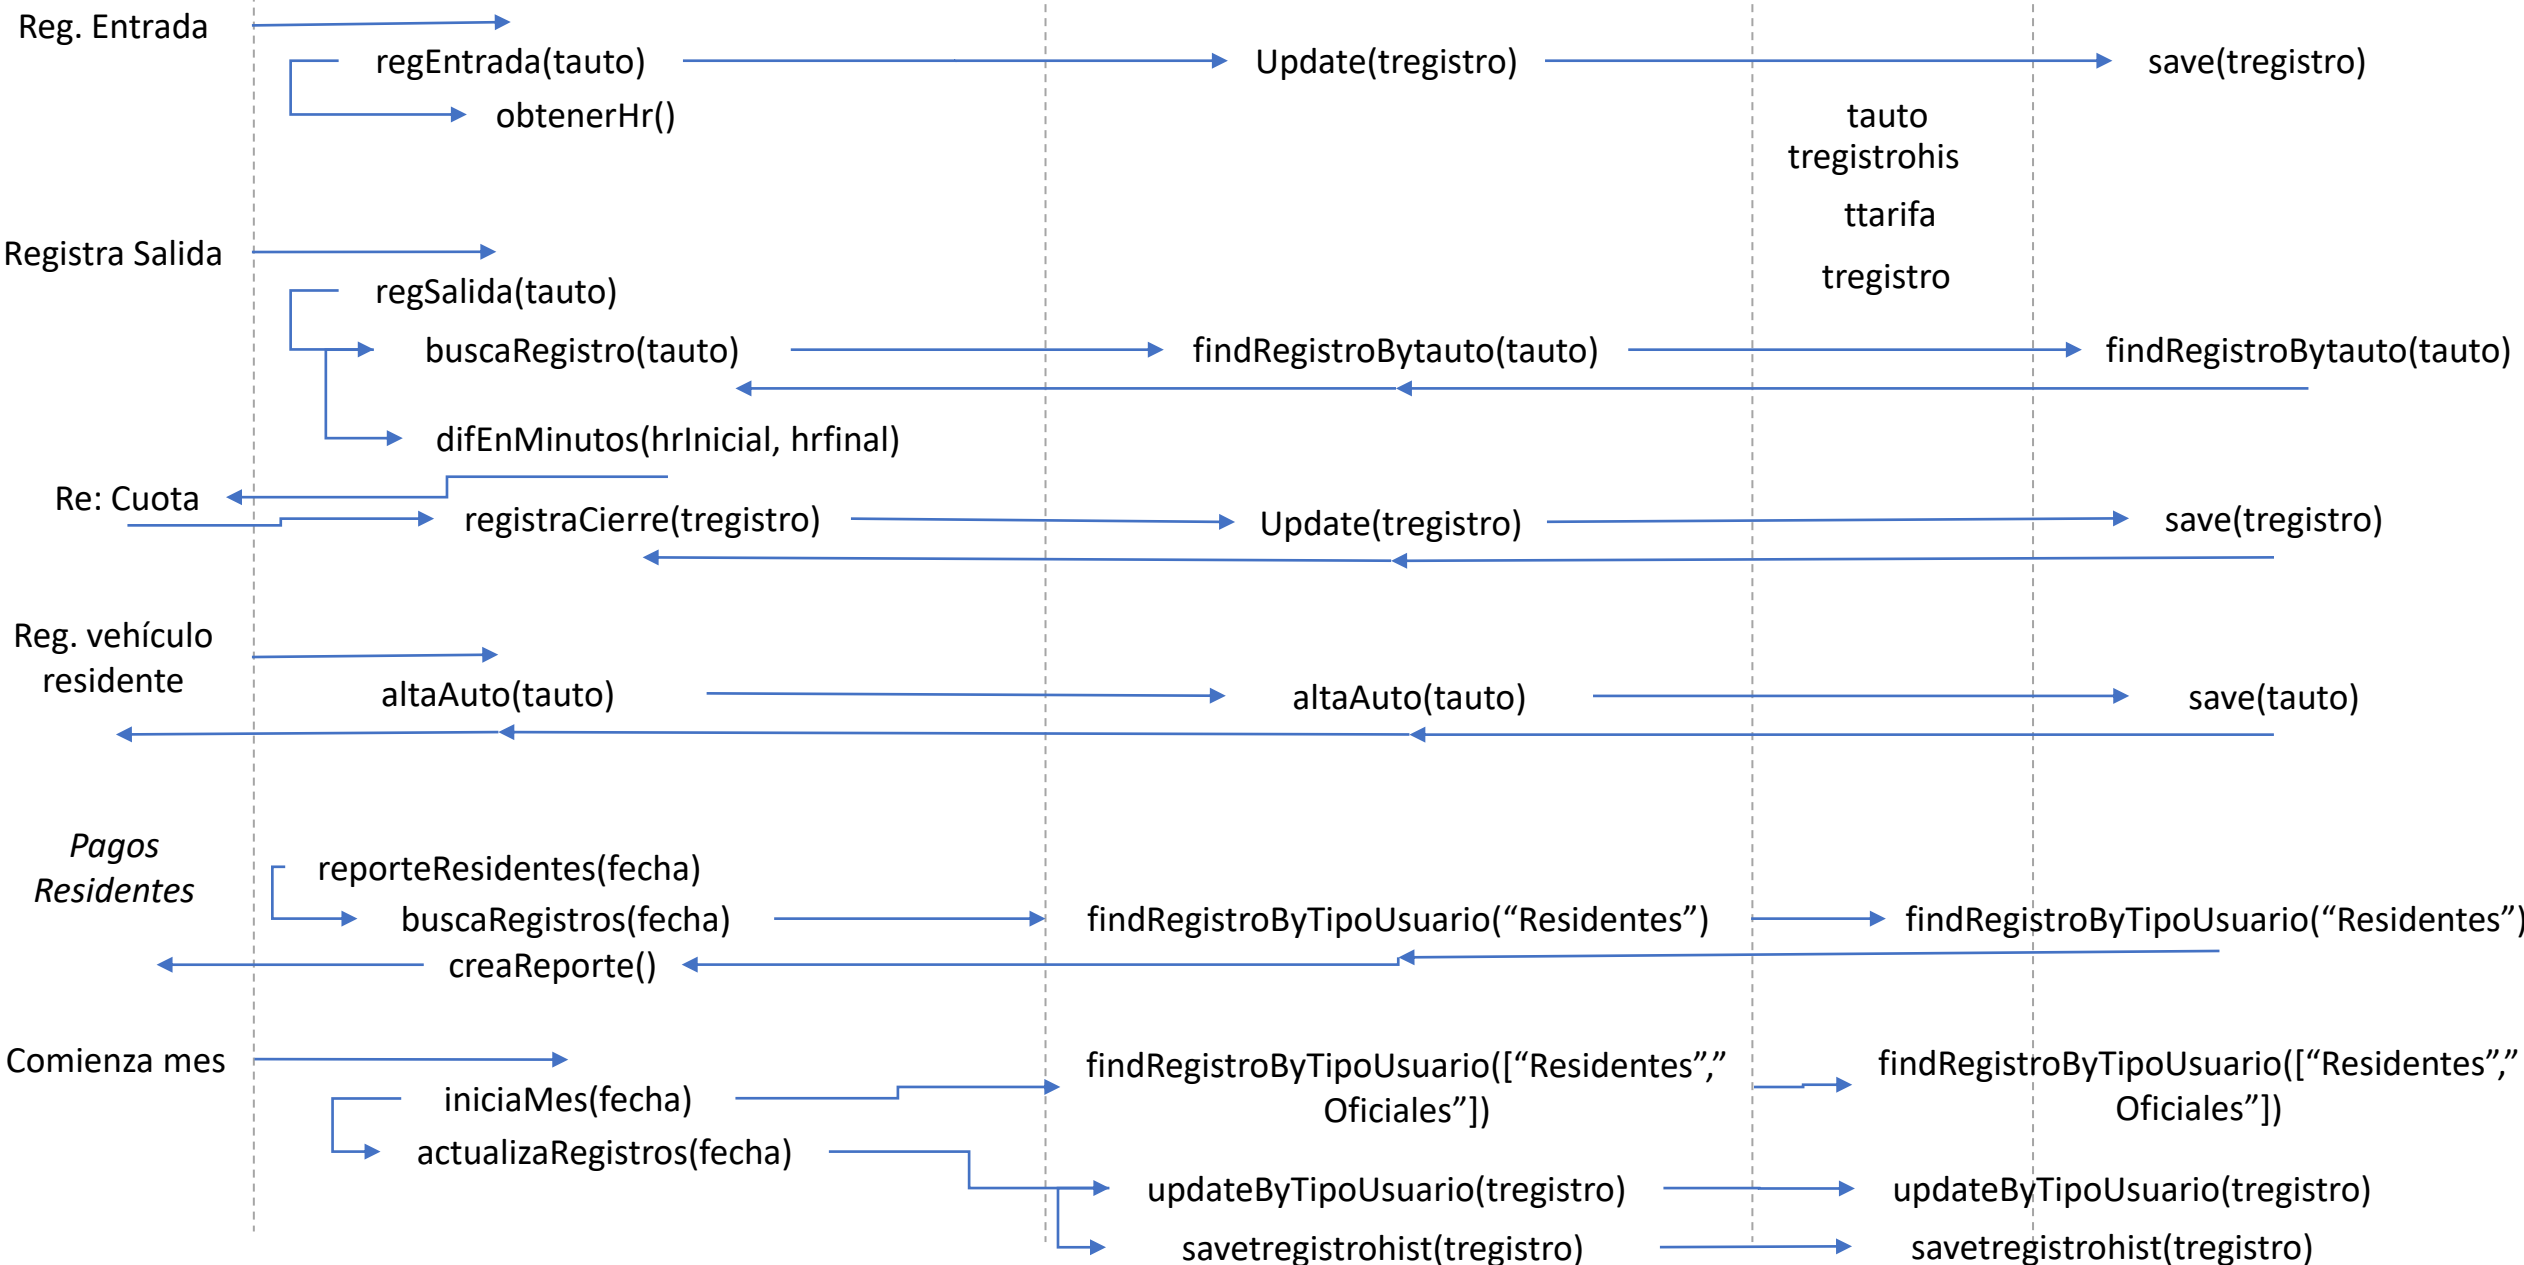 Reg. Entrada
regEntrada(tauto)
Update(tregistro)
save(tregistro)
obtenerHr()
tauto
tregistrohis
ttarifa
tregistro
Registra Salida
regSalida(tauto)
buscaRegistro(tauto)
findRegistroBytauto(tauto)
findRegistroBytauto(tauto)
difEnMinutos(hrInicial, hrfinal)
Re: Cuota
registraCierre(tregistro)
Update(tregistro)
save(tregistro)
Reg. vehículo
residente
altaAuto(tauto)
altaAuto(tauto)
save(tauto)
Pagos
Residentes
reporteResidentes(fecha)
buscaRegistros(fecha)
findRegistroByTipoUsuario(“Residentes”)
findRegistroByTipoUsuario(“Residentes”)
creaReporte()
Comienza mes
iniciaMes(fecha)
findRegistroByTipoUsuario([“Residentes”,”
Oficiales”])
findRegistroByTipoUsuario([“Residentes”,”
Oficiales”])
actualizaRegistros(fecha)
updateByTipoUsuario(tregistro)
updateByTipoUsuario(tregistro)
savetregistrohist(tregistro)
savetregistrohist(tregistro)